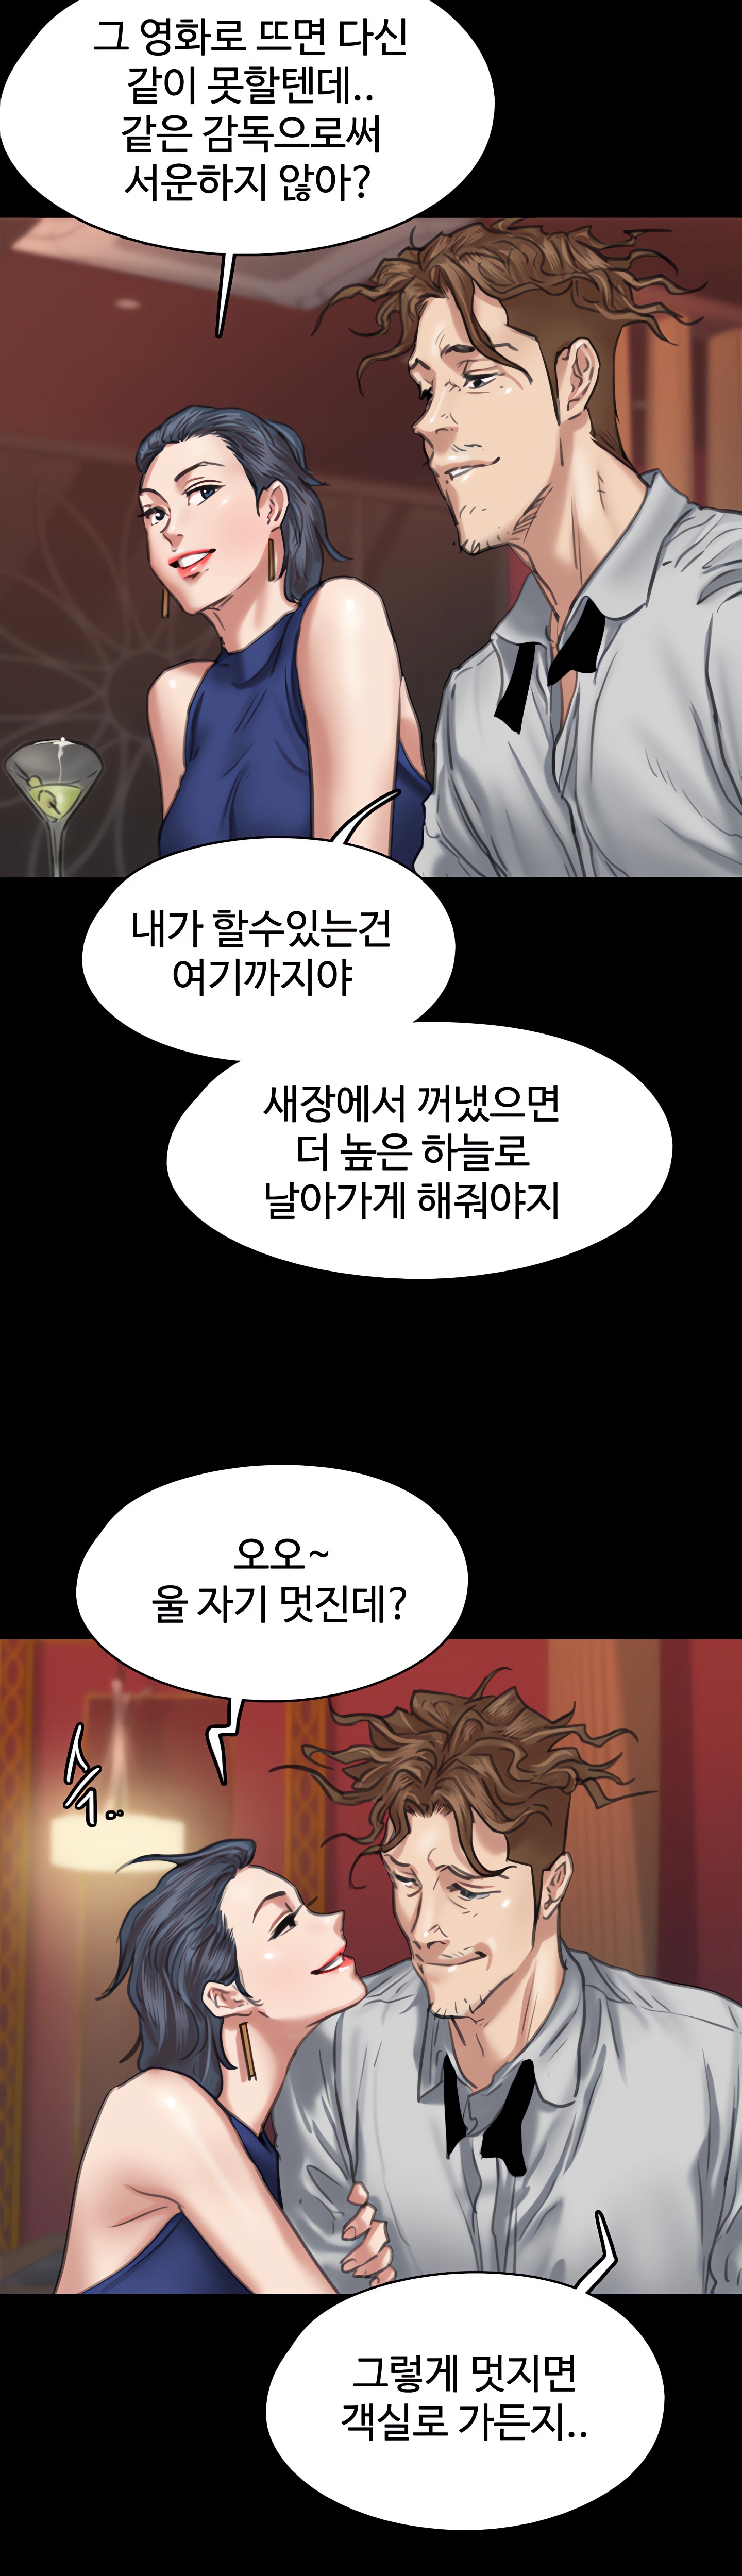 그 영화로 뜨면 다신
같이 못할텐데..
같은 감독으로써
서운하지 않아?
내가 할수있는건
여기까지야
새장에서 꺼냈으면
더 높은 하늘로
날아가게 해줘야지
오오~
울 자기 멋진데?
슥..
그렇게 멋지면
객실로 가든지..